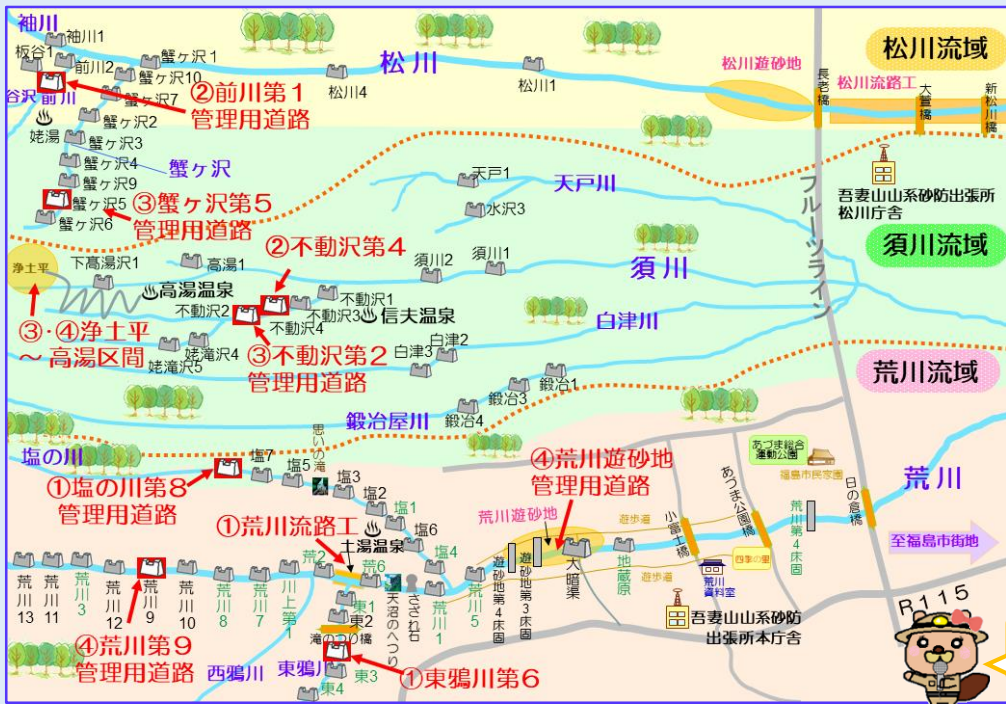 袖川
袖川1
板谷1
前川2
蟹ヶ沢1
蟹ヶ沢10
蟹ヶ沢7
谷沢
前川
②前川第1
管理用道路
姥湯
蟹ヶ沢2
蟹ヶ沢3
蟹ヶ沢4
蟹ヶ沢9
蟹ヶ沢5
蟹ヶ沢6
蟹ヶ沢
③蟹ヶ沢第5
管理用道路
松川
松川4
松川1
松川遊砂地
長老橋
松川流路工
大萱橋
新松川橋
松川流域
吾妻山山系砂防出張所
松川庁舎
フルーツライン
天戸1
水沢3
天戸川
須川流域
浄土平
下高湯沢1
高湯1
高湯温泉
②不動沢第4
須川2
須川1
須川
不動沢1
不動沢2
不動沢3
不動沢4
信夫温泉
③・④浄土平
~高湯区間
③不動沢第2
管理用道路
姥滝沢5
姥滝沢4
白津3
白津2
白津川
鍛冶1
鍛冶3
鍛冶4
鍛冶屋川
荒川流域
塩の川
塩7
塩5
思いの滝
塩3
塩2
塩1
塩6
塩4
①塩の川第8
管理用道路
①荒川流路工
土湯温泉
④荒川遊砂地
管理用道路
荒川遊砂地
あづま総合
運動公園
福島市民家園
荒川
荒川13
荒川11
荒川3
荒川12
荒川9
荒川10
荒川8
荒川7
川上第1
荒2
荒6
天沼のへつり
さざれ石
荒川1
荒川5
遊砂地第4床固
遊砂地第3床固
大暗渠
地蔵原
遊歩道
遊歩道
小富士橋
あづま公園橋
荒川第4床固
日の倉橋
四季の里
荒川
資料室
至福島市街地
R115
吾妻山山系砂防
出張所本庁舎
④荒川第9
管理用道路
西鴉川
東鴉川
東1
東2
滝のつり橋
東3
東4
①東鴉川第6